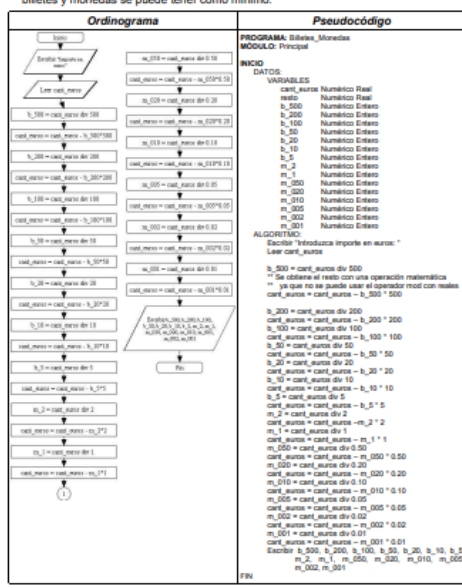 billetes y monedas se puede tener como mínimo.
Ordinograma
Inicio
Escribir "Importe en euros"
Leer cant_euros
b_500 = cant_euros div 500
cant_euros = cant_euros - b_500*500
b_200 = cant_euros div 200
cant_euros = cant_euros - b_200*200
b_100 = cant_euros div 100
cant_euros = cant_euros - b_100*100
b_50 = cant_euros div 50
cant_euros = cant_euros - b_50*50
b_20 = cant_euros div 20
cant_euros = cant_euros - b_20*20
b_10 = cant_euros div 10
cant_euros = cant_euros - b_10*10
b_5 = cant_euros div 5
cant_euros = cant_euros - b_5*5
m_2 = cant_euros div 2
cant_euros = cant_euros - m_2*2
m_1 = cant_euros div 1
cant_euros = cant_euros - m_1*1
1
m_050 = cant_euros div 0.50
cant_euros = cant_euros - m_050*0.50
m_020 = cant_euros div 0.20
cant_euros = cant_euros - m_020*0.20
m_010 = cant_euros div 0.10
cant_euros = cant_euros - m_010*0.10
m_005 = cant_euros div 0.05
cant_euros = cant_euros - m_005*0.05
m_002 = cant_euros div 0.02
cant_euros = cant_euros - m_002*0.02
m_001 = cant_euros div 0.01
cant_euros = cant_euros - m_001*0.01
Escribir b_500, b_200, b_100,
b_50, b_20, b_10, b_5, m_2, m_1,
m_050, m_020, m_010, m_005,
m_002, m_001
Fin
Pseudocódigo
PROGRAMA: Billetes_Monedas
MÓDULO: Principal
INICIO
DATOS:
VARIABLES
cant_euros Numérico Real
resto Numérico Real
b_500 Numérico Entero
b_200 Numérico Entero
b_100 Numérico Entero
b_50 Numérico Entero
b_20 Numérico Entero
b_10 Numérico Entero
b_5 Numérico Entero
m_2 Numérico Entero
m_1 Numérico Entero
m_050 Numérico Entero
m_020 Numérico Entero
m_010 Numérico Entero
m_005 Numérico Entero
m_002 Numérico Entero
m_001 Numérico Entero
ALGORITMO:
Escribir "Introduzca importe en euros: "
Leer cant_euros
b_500 = cant_euros div 500
** Se obtiene el resto con una operación matemática
** ya que no se puede usar el operador mod con reales
cant_euros = cant_euros – b_500 * 500
b_200 = cant_euros div 200
cant_euros = cant_euros – b_200 * 200
b_100 = cant_euros div 100
cant_euros = cant_euros – b_100 * 100
b_50 = cant_euros div 50
cant_euros = cant_euros – b_50 * 50
b_20 = cant_euros div 20
cant_euros = cant_euros – b_20 * 20
b_10 = cant_euros div 10
cant_euros = cant_euros – b_10 * 10
b_5 = cant_euros div 5
cant_euros = cant_euros – b_5 * 5
m_2 = cant_euros div 2
cant_euros = cant_euros –m_2 * 2
m_1 = cant_euros div 1
cant_euros = cant_euros – m_1 * 1
m_050 = cant_euros div 0.50
cant_euros = cant_euros – m_050 * 0.50
m_020 = cant_euros div 0.20
cant_euros = cant_euros – m_020 * 0.20
m_010 = cant_euros div 0.10
cant_euros = cant_euros – m_010 * 0.10
m_005 = cant_euros div 0.05
cant_euros = cant_euros – m_005 * 0.05
m_002 = cant_euros div 0.02
cant_euros = cant_euros – m_002 * 0.02
m_001 = cant_euros div 0.01
cant_euros = cant_euros – m_001 * 0.01
Escribir b_500, b_200, b_100, b_50, b_20, b_10, b_5
m_2, m_1, m_050, m_020, m_010, m_005
m_002, m_001
FIN